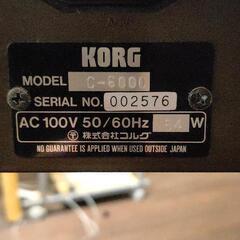 KORG
MODEL C-6000
SERIAL NO. 002576
AC 100V 50/60Hz 54 W
株式会社コルグ
NO GUARANTEE IS APPLIED WHEN USED OUTSIDE JAPAN